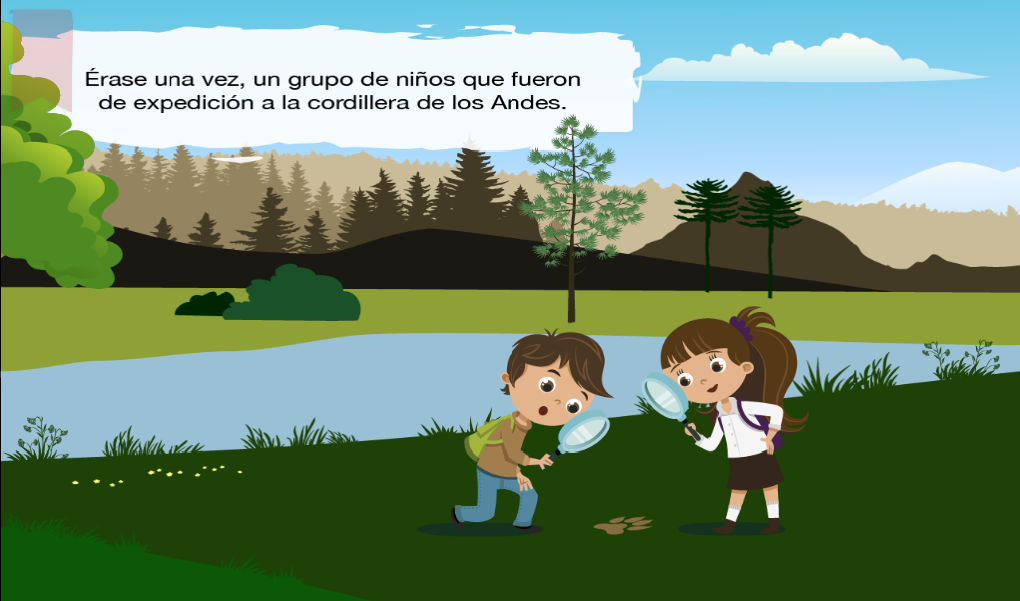 Érase una vez, un grupo de niños que fueron
de expedición a la cordillera de los Andes.